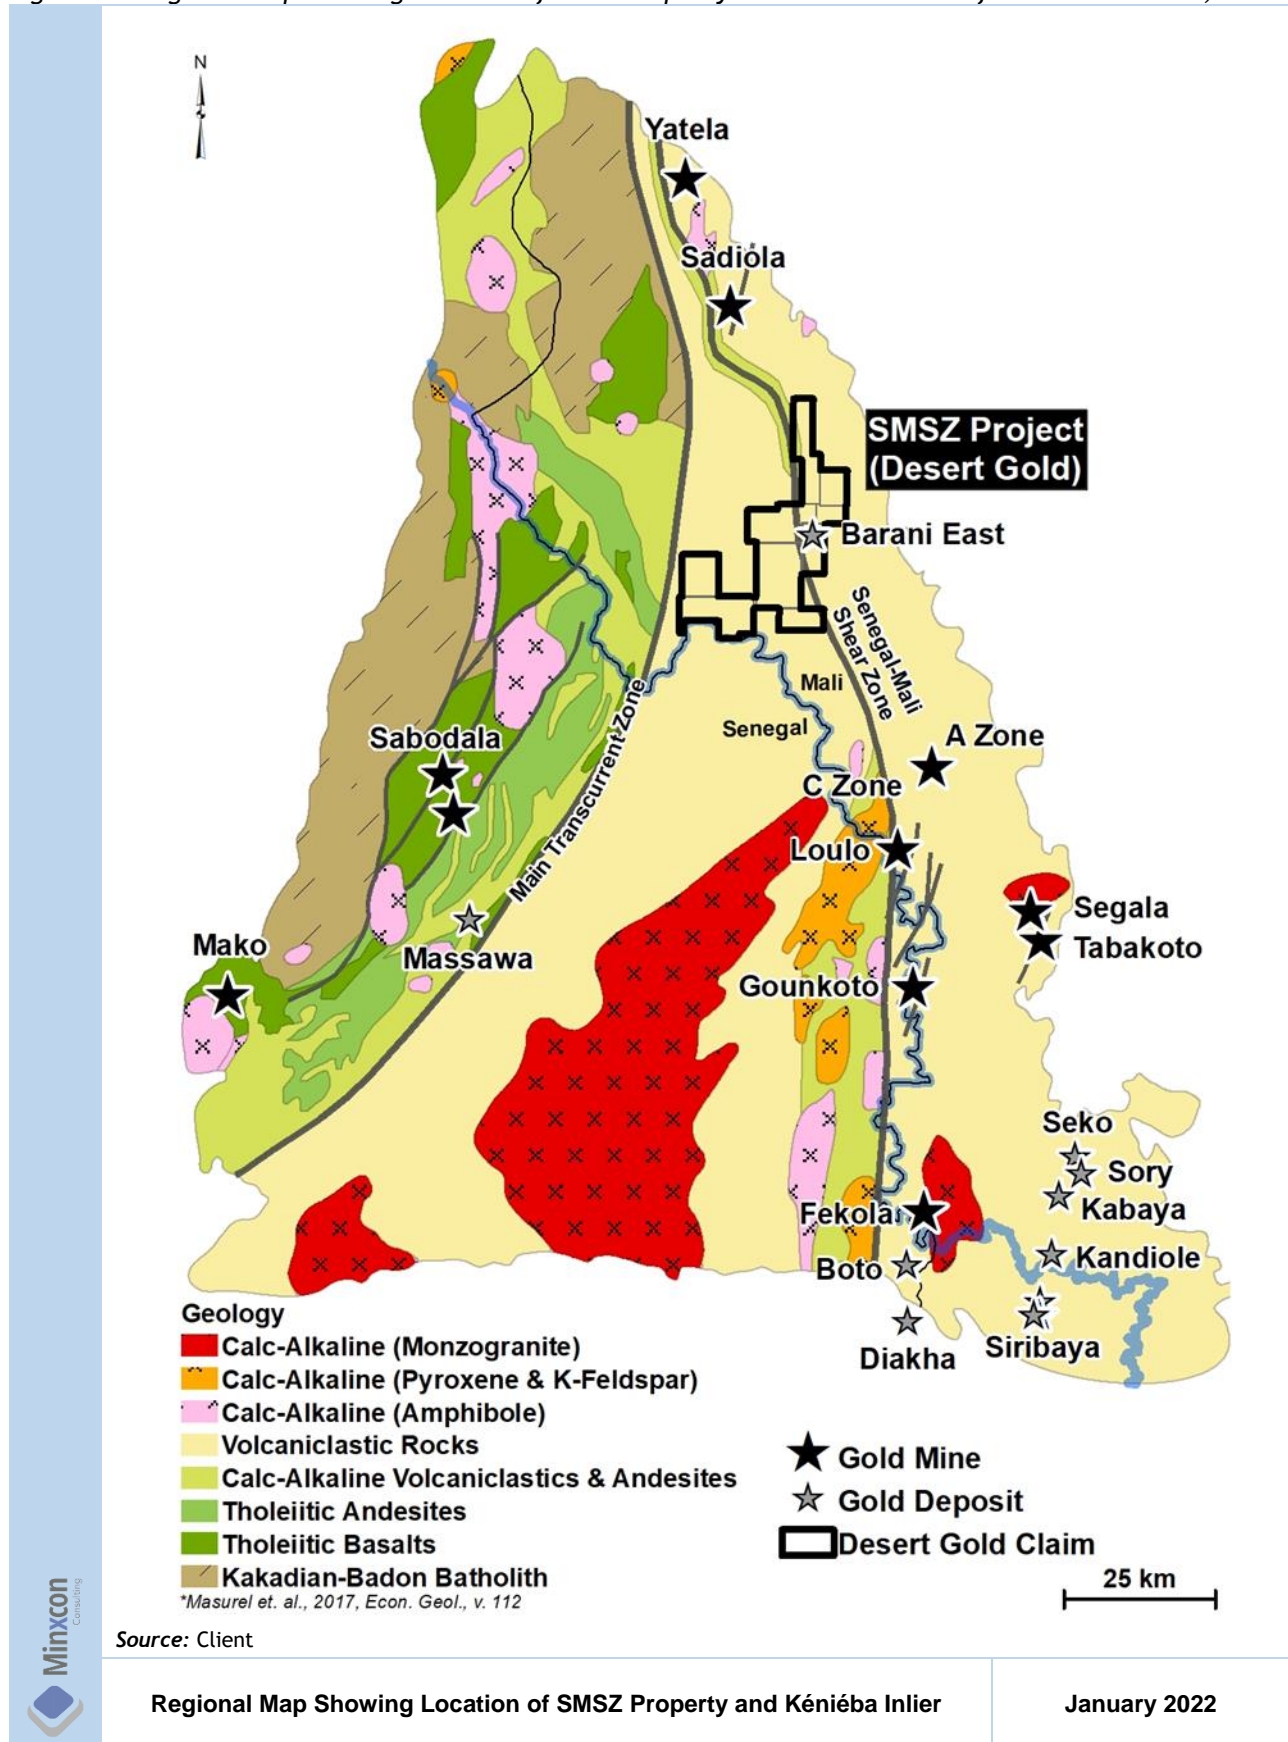 N
Yatela
Sadiola
SMSZ Project
(Desert Gold)
Barani East
Senegal-Mali
Shear Zone
Mali
Senegal
Main Transcurrent Zone
A Zone
C Zone
Sabodala
Loulo
Segala
Tabakoto
Massawa
Mako
Gounkoto
Seko
Sory
Kabaya
Fekola
Kandiole
Boto
Diakha
Siribaya
Geology
Calc-Alkaline (Monzogranite)
Calc-Alkaline (Pyroxene & K-Feldspar)
Calc-Alkaline (Amphibole)
Volcaniclastic Rocks
Calc-Alkaline Volcaniclastics & Andesites
Tholeiitic Andesites
Tholeiitic Basalts
Kakadian-Badon Batholith
*Masurel et. al., 2017, Econ. Geol., v. 112
Gold Mine
Gold Deposit
Desert Gold Claim
25 km
Source: Client
Minxcon
Consulting
Regional Map Showing Location of SMSZ Property and Kéniéba Inlier
January 2022